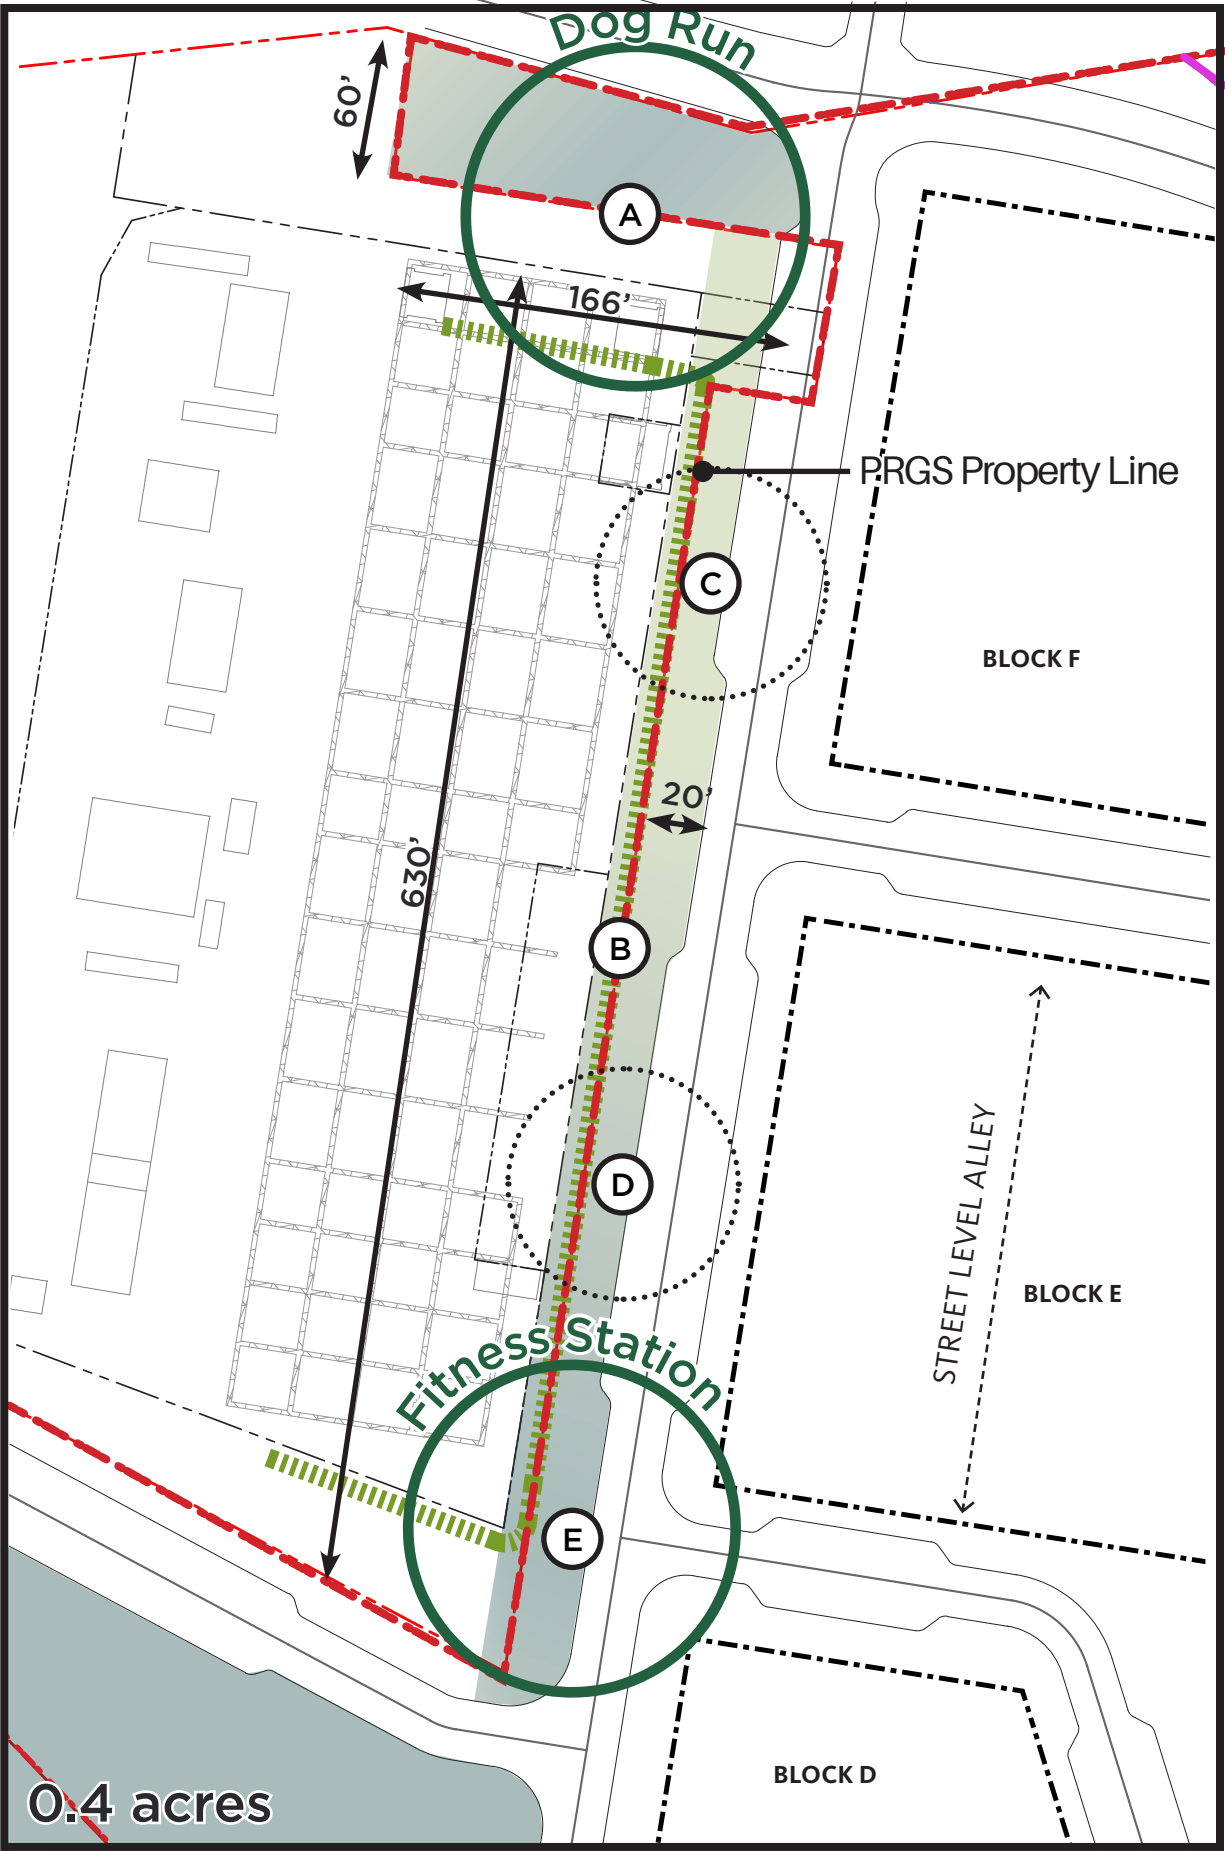 Dog Run
60’
A
166’
PRGS Property Line
C
BLOCK F
20’
630’
B
STREET LEVEL ALLEY
D
BLOCK E
Fitness Station
E
BLOCK D
0.4 acres